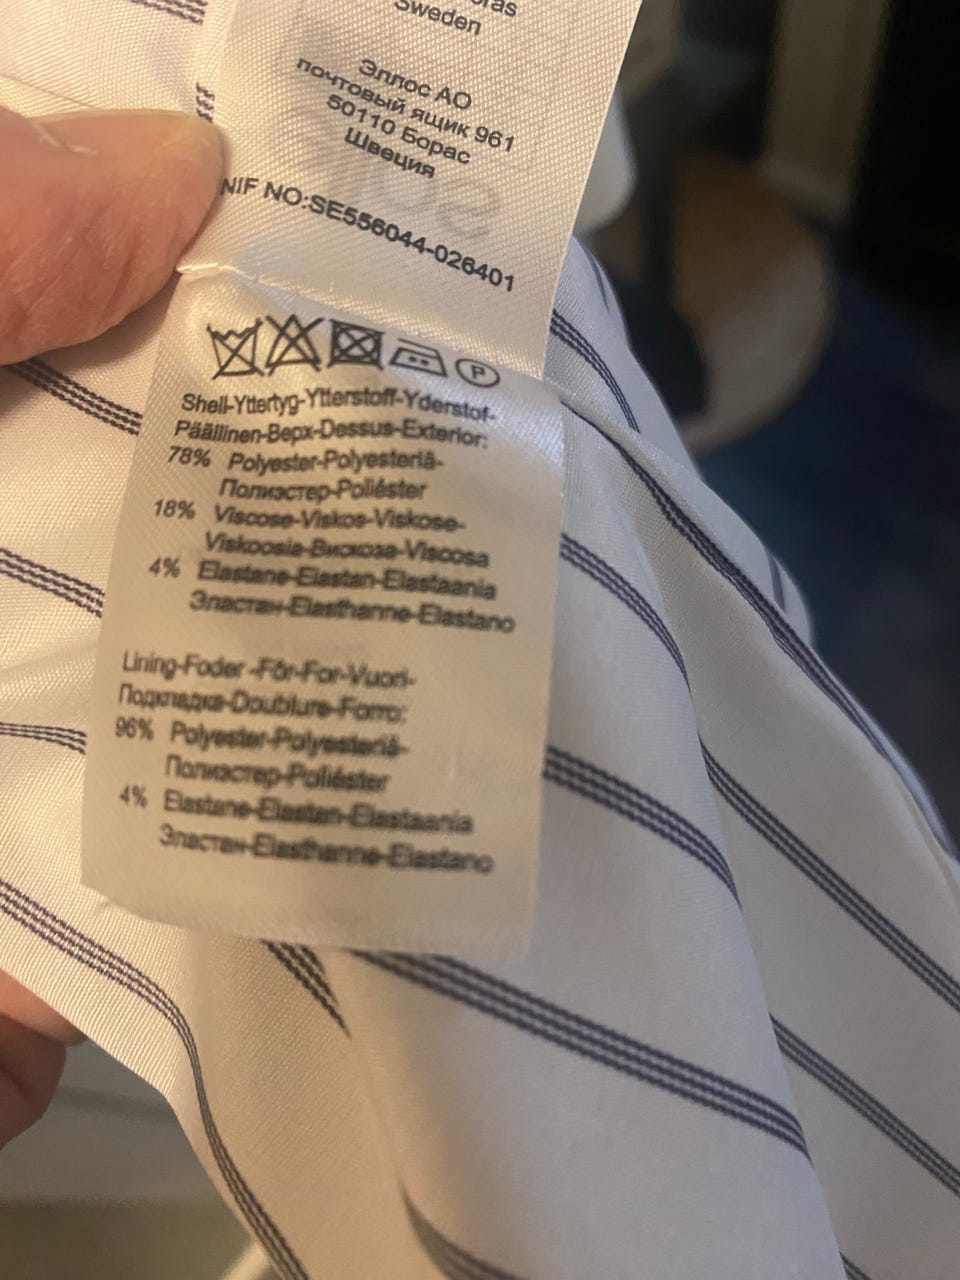 Sweden
Эллос АО
почтовый ящик 961
50110 Борас
Швеция
NIF NO:SE556044-026401
P
Shell-Yttertyg-Ytterstoff-Yderstof-
Päällinen-Верх-Dessus-Exterior:
78% Polyester-Polyesteriä-
Полиэстер-Poliéster
18% Viscose-Viskos-Viskose-
Viskoosia-Вискоза-Viscosa
4% Elastane-Elastan-Elastaania
Эластан-Elasthanne-Elastano
Lining-Foder -Fôr-For-Vuori-
Подкладка-Doublure-Forro:
96% Polyester-Polyesteriä-
Полиэстер-Poliéster
4% Elastane-Elastan-Elastaania
Эластан-Elasthanne-Elastano